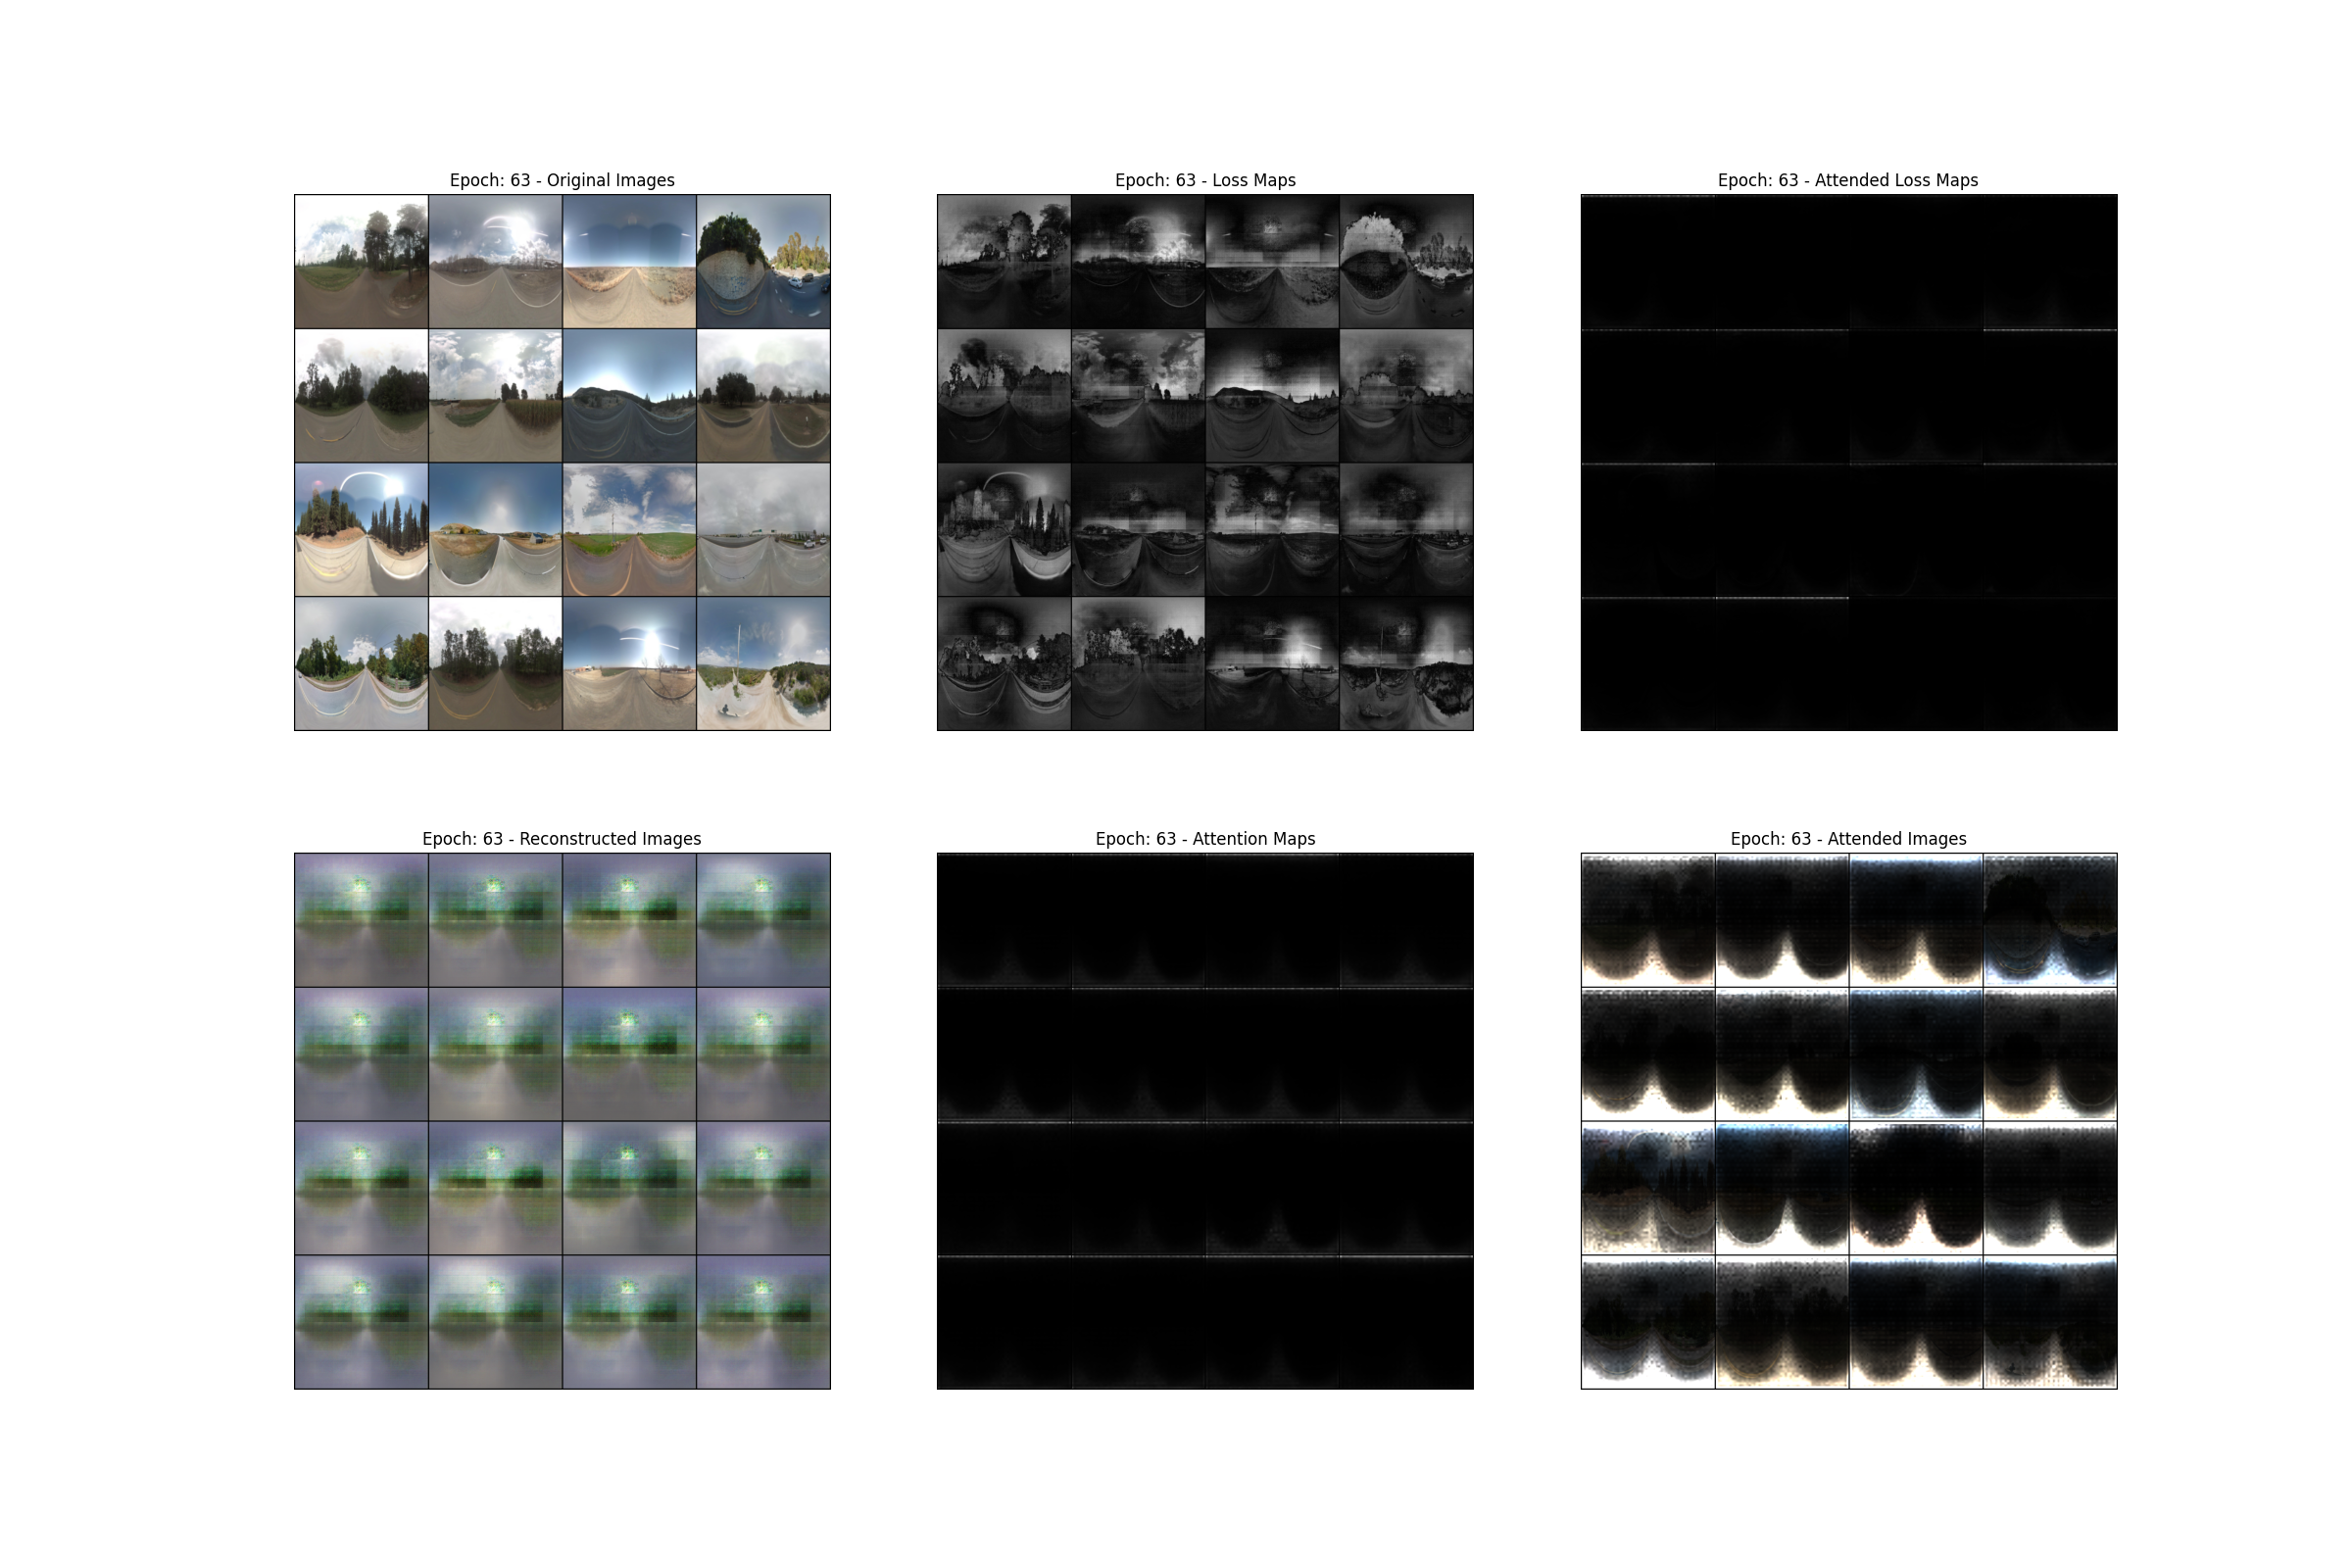 Epoch: 63 - Original Images
Epoch: 63 - Loss Maps
Epoch: 63 - Attended Loss Maps
Epoch: 63 - Reconstructed Images
Epoch: 63 - Attention Maps
Epoch: 63 - Attended Images